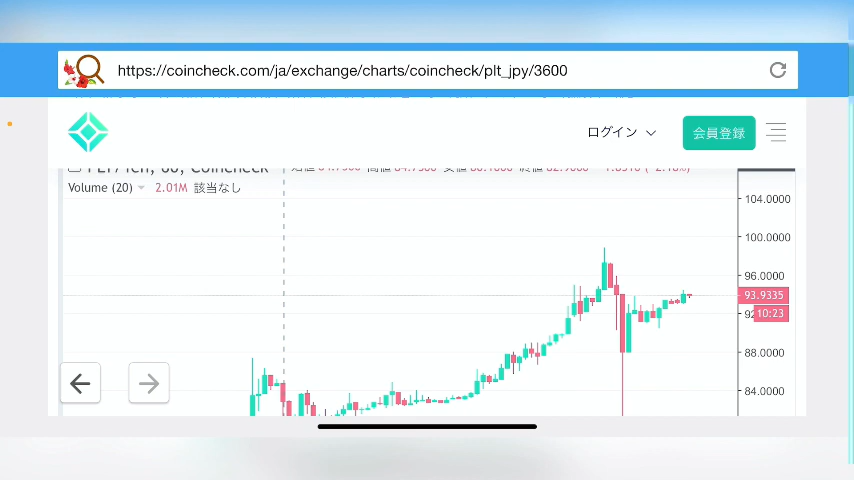 https://coincheck.com/ja/exchange/charts/coincheck/plt_jpy/3600
ログイン
会員登録
Volume (20) 2.01M 該当なし
104.0000
100.0000
96.0000
93.9335
10:23
88.0000
84.0000